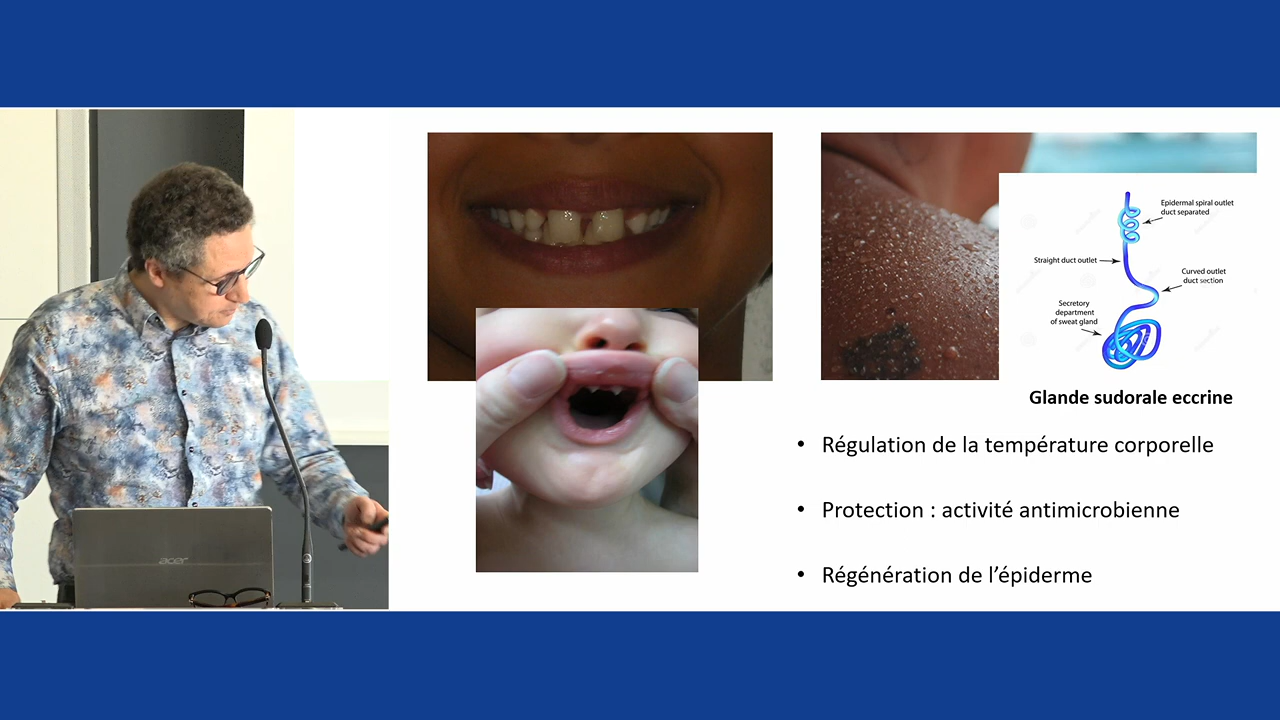 acer
Epidermal spiral outlet
duct separated
Straight duct outlet
Curved outlet
duct section
Secretory
department
of sweat gland
Glande sudorale eccrine
• Régulation de la température corporelle
• Protection : activité antimicrobienne
• Régénération de l’épiderme